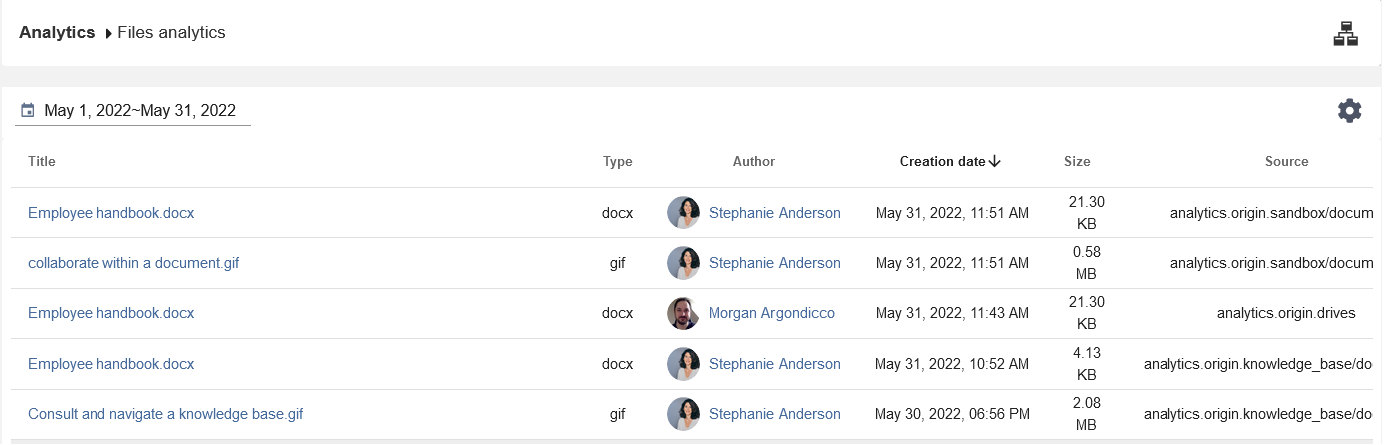 Analytics Files analytics
May 1, 2022~May 31, 2022
Title Type Author Creation date Size Source
Employee handbook.docx docx Stephanie Anderson May 31, 2022, 11:51 AM 21.30 KB analytics.origin.sandbox/docum
collaborate within a document.gif gif Stephanie Anderson May 31, 2022, 11:51 AM 0.58 MB analytics.origin.sandbox/docum
Employee handbook.docx docx Morgan Argondicco May 31, 2022, 11:43 AM 21.30 KB analytics.origin.drives
Employee handbook.docx docx Stephanie Anderson May 31, 2022, 10:52 AM 4.13 KB analytics.origin.knowledge_base/do
Consult and navigate a knowledge base.gif gif Stephanie Anderson May 30, 2022, 06:56 PM 2.08 MB analytics.origin.knowledge_base/do